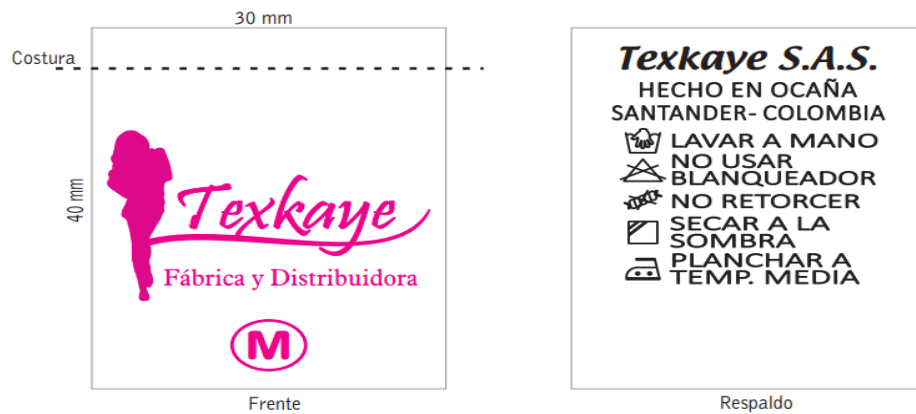 30 mm
Costura
40 mm
Texkaye
Fábrica y Distribuidora
M
Frente
Texkaye S.A.S.
HECHO EN OCAÑA
SANTANDER- COLOMBIA
LAVAR A MANO
NO USAR
BLANQUEADOR
NO RETORCER
SECAR A LA
SOMBRA
PLANCHAR A
TEMP. MEDIA
Respaldo